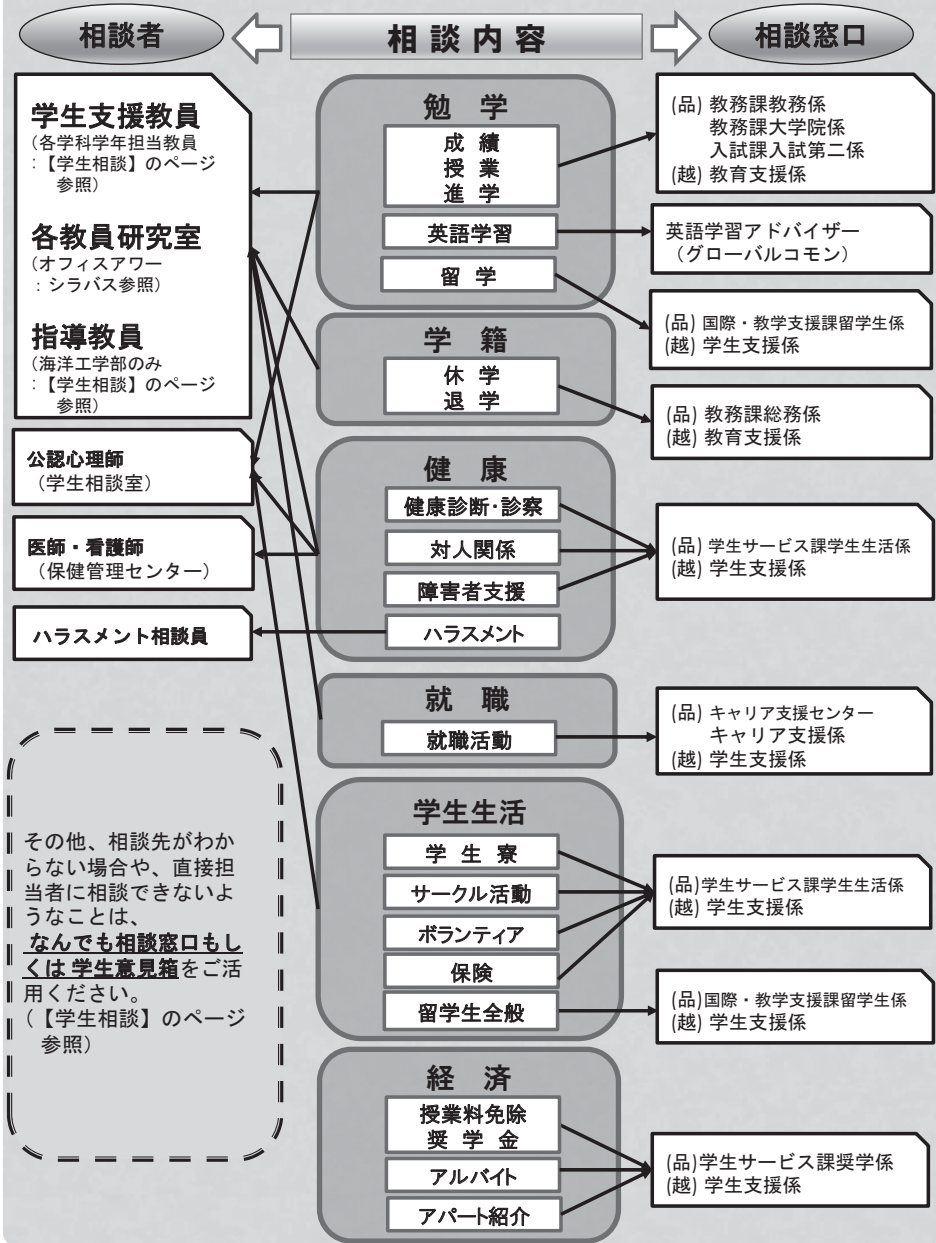 相談者
相談内容
相談窓口
学生支援教員
(各学科学年担当教員
:【学生相談】のページ
参照)
各教員研究室
(オフィスアワー
:シラバス参照)
指導教員
(海洋工学部のみ
:【学生相談】のページ
参照)
公認心理師
(学生相談室)
医師・看護師
(保健管理センター)
ハラスメント相談員
その他、相談先がわか
らない場合や、直接担
当者に相談できないよ
うなことは、
なんでも相談窓口もし
くは 学生意見箱をご活
用ください。
(【学生相談】のページ
参照)
勉学
成績
授業
進学
英語学習
留学
学籍
休学
退学
健康
健康診断・診察
対人関係
障害者支援
ハラスメント
就職
就職活動
学生生活
学生寮
サークル活動
ボランティア
保険
留学生全般
経済
授業料免除
奨学金
アルバイト
アパート紹介
(品) 教務課教務係
教務課大学院係
入試課入試第二係
(越) 教育支援係
英語学習アドバイザー
(グローバルコモン)
(品) 国際・教学支援課留学生係
(越) 学生支援係
(品) 教務課総務係
(越) 教育支援係
(品) 学生サービス課学生生活係
(越) 学生支援係
(品) キャリア支援センター
キャリア支援係
(越) 学生支援係
(品)学生サービス課学生生活係
(越) 学生支援係
(品)国際・教学支援課留学生係
(越) 学生支援係
(品)学生サービス課奨学係
(越) 学生支援係